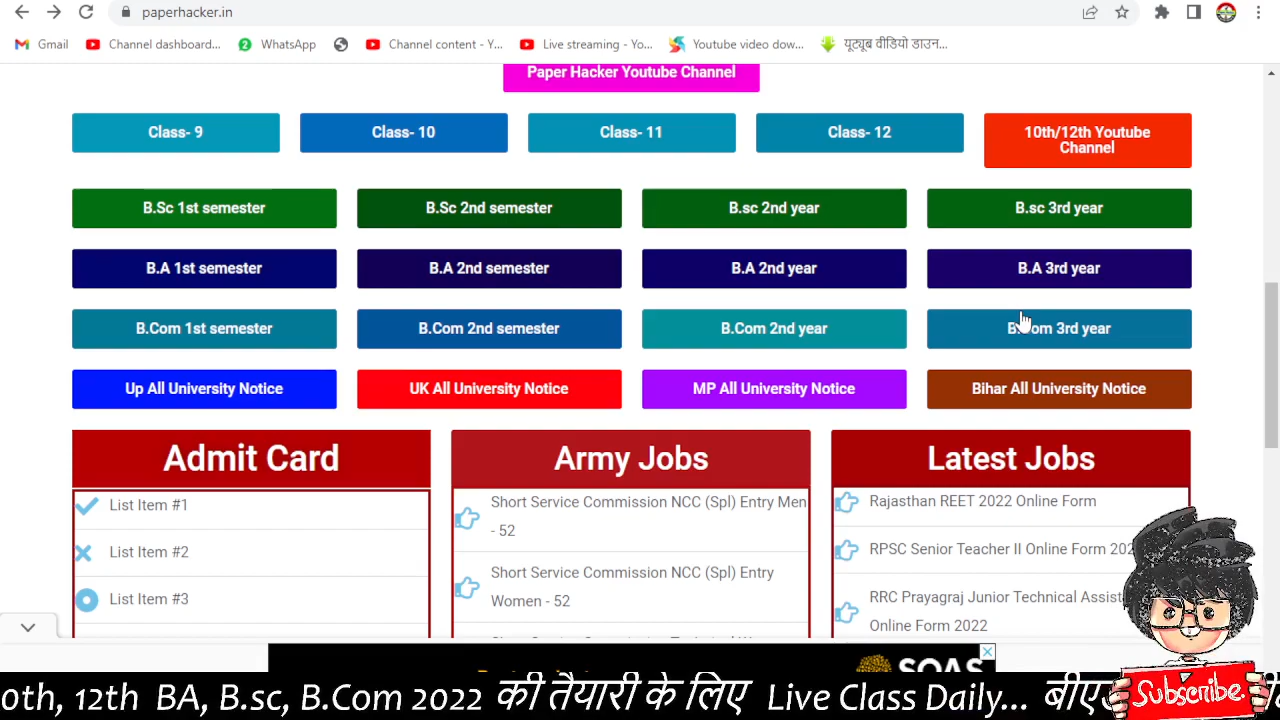 paperhacker.in
Gmail
Channel dashboard...
WhatsApp
Channel content - Y...
Live streaming - Yo...
Youtube video dow...
यूट्यूब वीडियो डाउन...
Paper Hacker Youtube Channel
Class- 9
Class- 10
Class- 11
Class- 12
10th/12th Youtube
Channel
B.Sc 1st semester
B.Sc 2nd semester
B.sc 2nd year
B.sc 3rd year
B.A 1st semester
B.A 2nd semester
B.A 2nd year
B.A 3rd year
B.Com 1st semester
B.Com 2nd semester
B.Com 2nd year
B.Com 3rd year
Up All University Notice
UK All University Notice
MP All University Notice
Bihar All University Notice
Admit Card
List Item #1
List Item #2
List Item #3
Army Jobs
Short Service Commission NCC (Spl) Entry Men
- 52
Short Service Commission NCC (Spl) Entry
Women - 52
Latest Jobs
Rajasthan REET 2022 Online Form
RPSC Senior Teacher II Online Form 202
RRC Prayagraj Junior Technical Assist
Online Form 2022
SOAS
0th, 12th BA, B.sc, B.Com 2022 की तैयारी के लिए Live Class Daily...
Subscribe